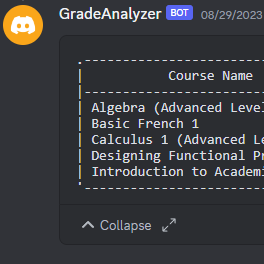 GradeAnalyzer BOT 08/29/2023
.-----------------------
|           Course Name
|-----------------------
| Algebra (Advanced Level
| Basic French 1
| Calculus 1 (Advanced Le
| Designing Functional Pr
| Introduction to Academi
'-----------------------
Collapse